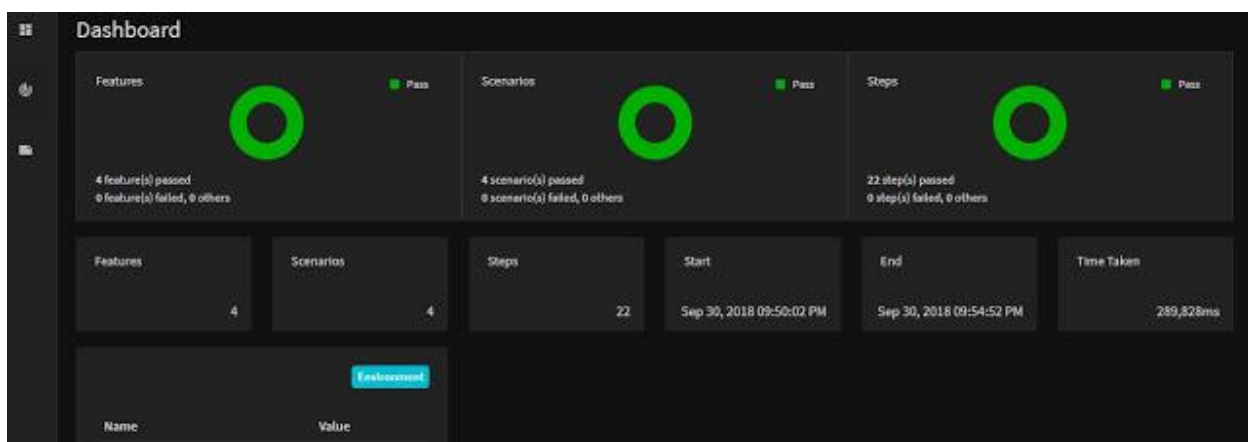 Dashboard
Features
Pass
4 feature(s) passed
0 feature(s) failed, 0 others
Scenarios
Pass
4 scenario(s) passed
0 scenario(s) failed, 0 others
Steps
Pass
22 step(s) passed
0 step(s) failed, 0 others
Features
4
Scenarios
4
Steps
22
Start
Sep 30, 2018 09:50:02 PM
End
Sep 30, 2018 09:54:52 PM
Time Taken
289,828ms
Environment
Name Value